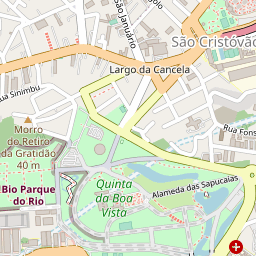 São Januário
São Cristóvão
Largo da Cancela
Rua Sinimbu
Rua Fons
Morro
do Retiro
da Gratidão
40 m
Bio Parque
do Rio
Quinta
da Boa
Vista
Alameda das Sapucaias